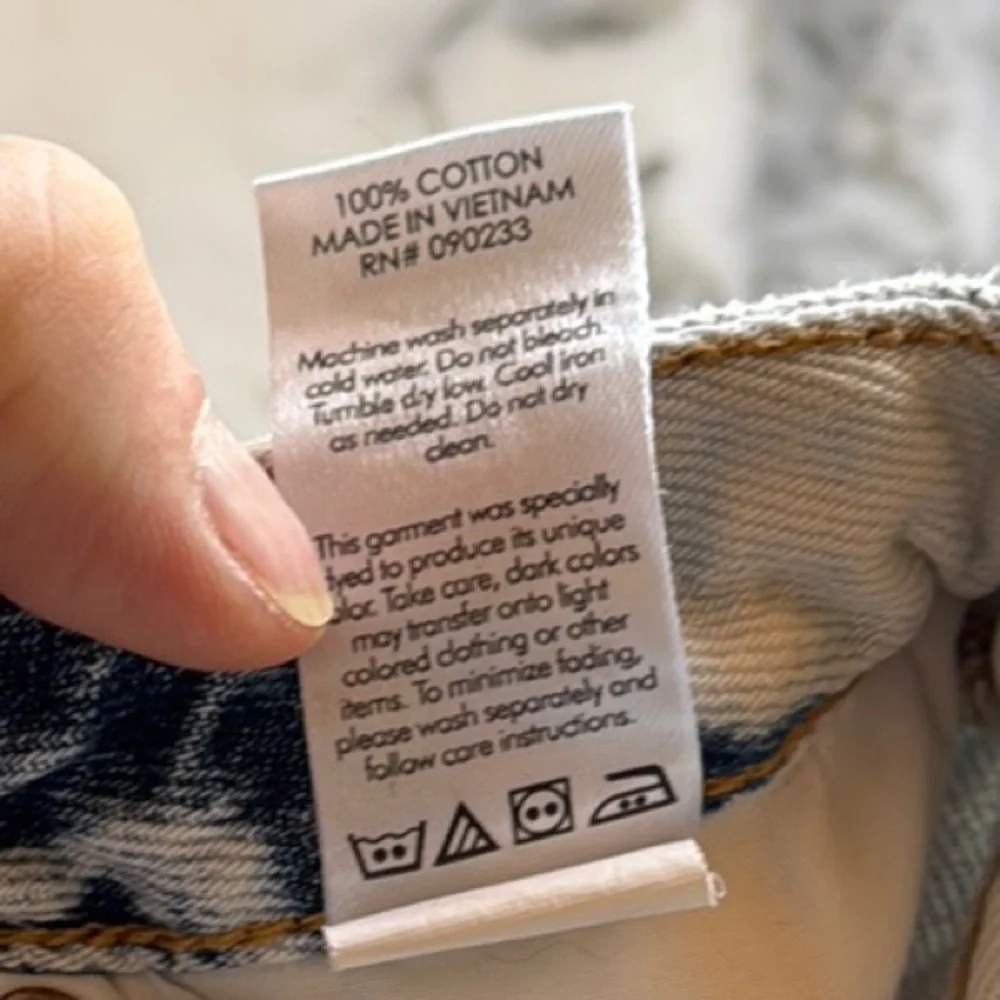 100% COTTON
MADE IN VIETNAM
RN# 090233
Machine wash separately in
cold water. Do not bleach.
Tumble dry low. Cool iron
as needed. Do not dry
clean.
This garment was specially
dyed to produce its unique
color. Take care, dark colors
may transfer onto light
colored clothing or other
items. To minimize fading,
please wash separately and
follow care instructions.